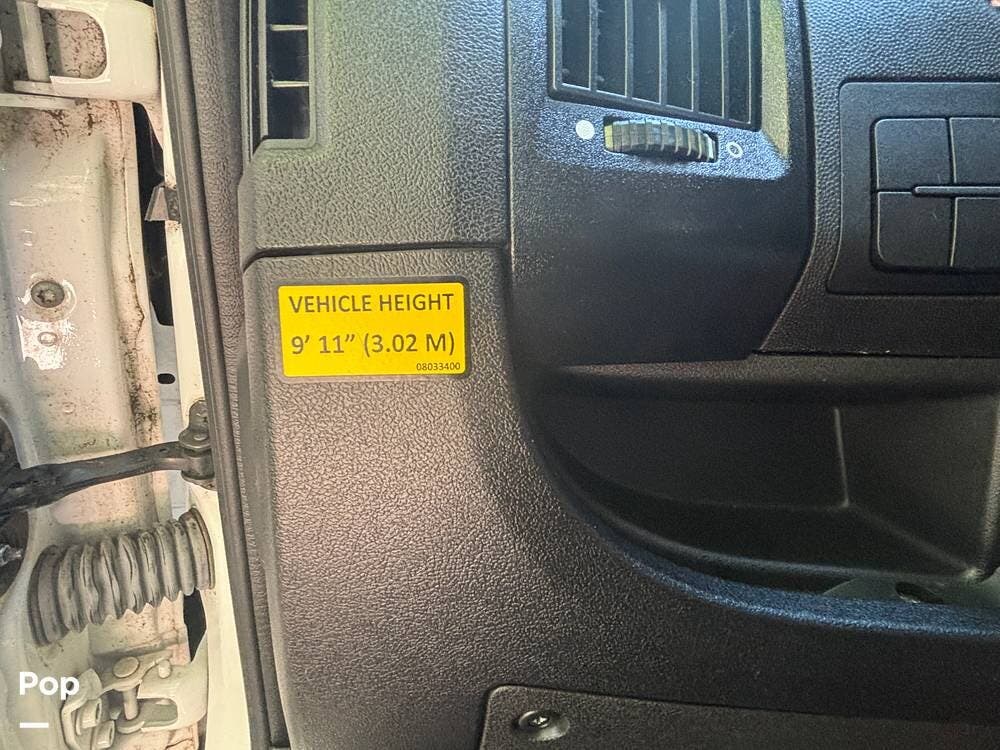 VEHICLE HEIGHT
9’ 11” (3.02 M)
08033400
Pop